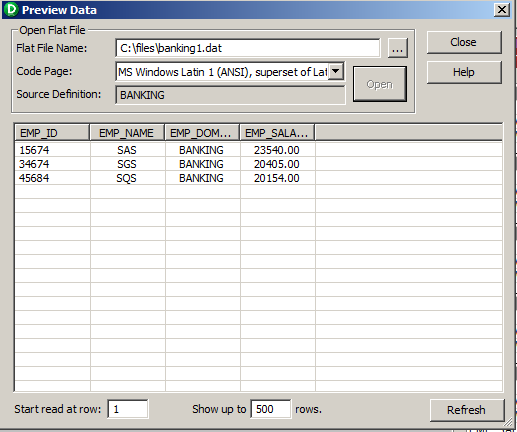 Preview Data
Open Flat File
Flat File Name: C:\files\banking1.dat ...
Close
Code Page: MS Windows Latin 1 (ANSI), superset of Lat
Help
Open
Source Definition: BANKING
EMP_ID EMP_NAME EMP_DOM... EMP_SALA...
15674 SAS BANKING 23540.00
34674 SGS BANKING 20405.00
45684 SQS BANKING 20154.00
Start read at row: 1 Show up to 500 rows. Refresh